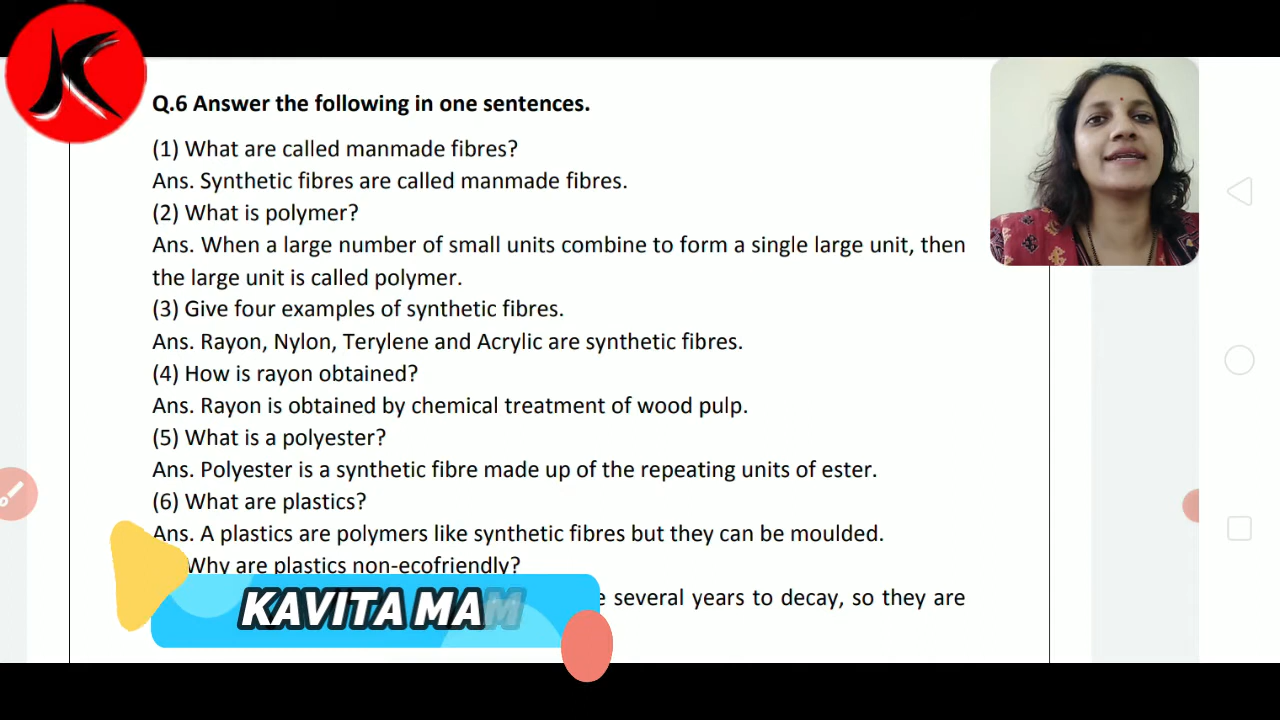 Q.6 Answer the following in one sentences.
(1) What are called manmade fibres?
Ans. Synthetic fibres are called manmade fibres.
(2) What is polymer?
Ans. When a large number of small units combine to form a single large unit, then
the large unit is called polymer.
(3) Give four examples of synthetic fibres.
Ans. Rayon, Nylon, Terylene and Acrylic are synthetic fibres.
(4) How is rayon obtained?
Ans. Rayon is obtained by chemical treatment of wood pulp.
(5) What is a polyester?
Ans. Polyester is a synthetic fibre made up of the repeating units of ester.
(6) What are plastics?
Ans. A plastics are polymers like synthetic fibres but they can be moulded.
Why are plastics non-ecofriendly?
several years to decay, so they are
KAVITA MAM